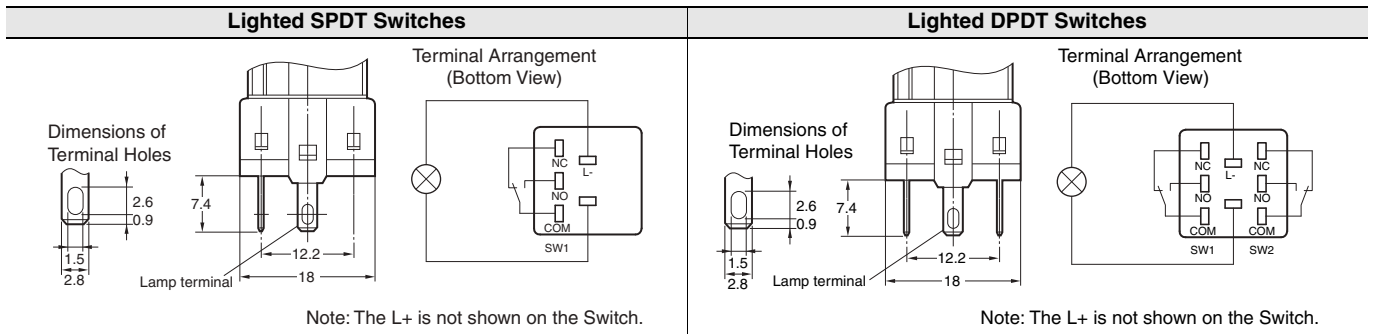 Lighted SPDT Switches
Terminal Arrangement
(Bottom View)
Dimensions of
Terminal Holes
2.6
0.9
1.5
2.8
7.4
12.2
18
Lamp terminal
NC
L-
NO
COM
SW1
Note: The L+ is not shown on the Switch.
Lighted DPDT Switches
Terminal Arrangement
(Bottom View)
Dimensions of
Terminal Holes
2.6
0.9
1.5
2.8
7.4
12.2
18
Lamp terminal
NC
L-
NC
NO
NO
COM
COM
SW1
SW2
Note: The L+ is not shown on the Switch.